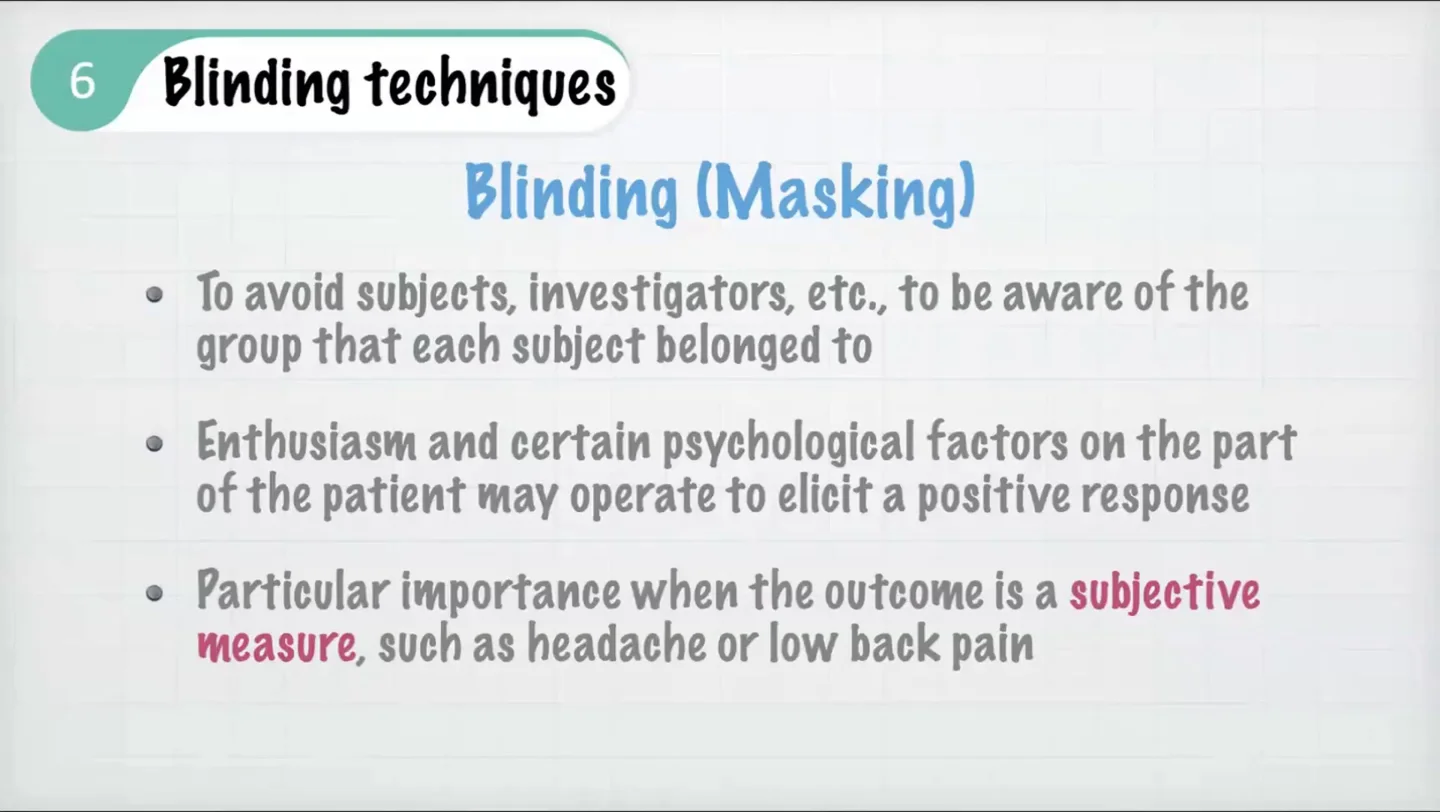 6
Blinding techniques
Blinding (Masking)
• To avoid subjects, investigators, etc., to be aware of the
group that each subject belonged to
• Enthusiasm and certain psychological factors on the part
of the patient may operate to elicit a positive response
• Particular importance when the outcome is a subjective
measure, such as headache or low back pain